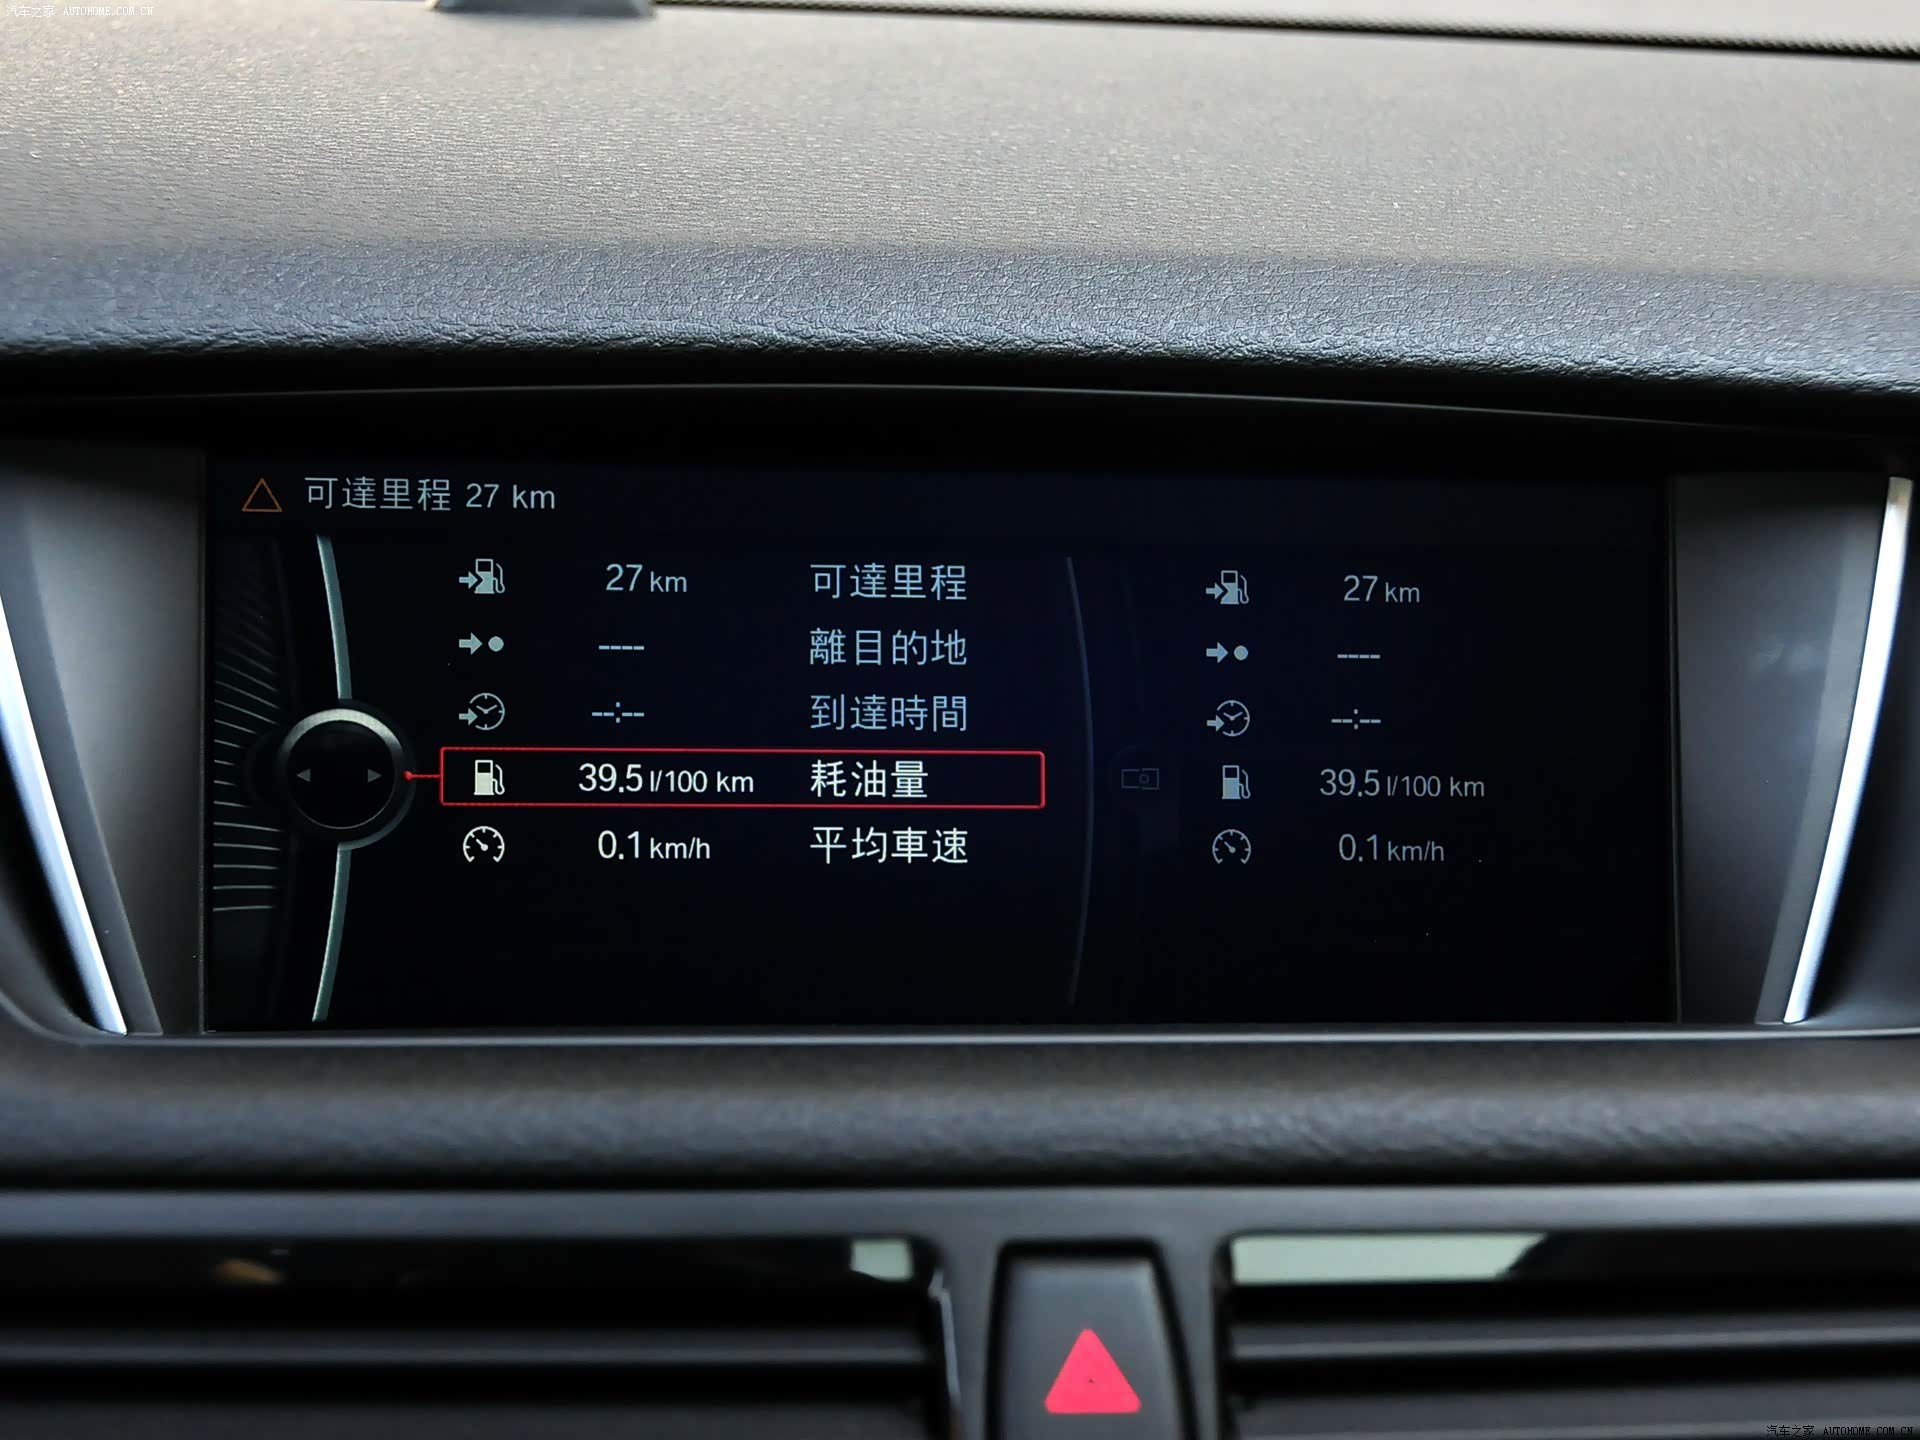 汽车之家 AUTOHOME.COM.CN
可達里程 27 km
27 km 可達里程 27 km
---- 離目的地 ----
--:-- 到達時間 --:--
39.5 l/100 km 耗油量 39.5 l/100 km
0.1 km/h 平均車速 0.1 km/h
汽车之家 AUTOHOME.COM.CN